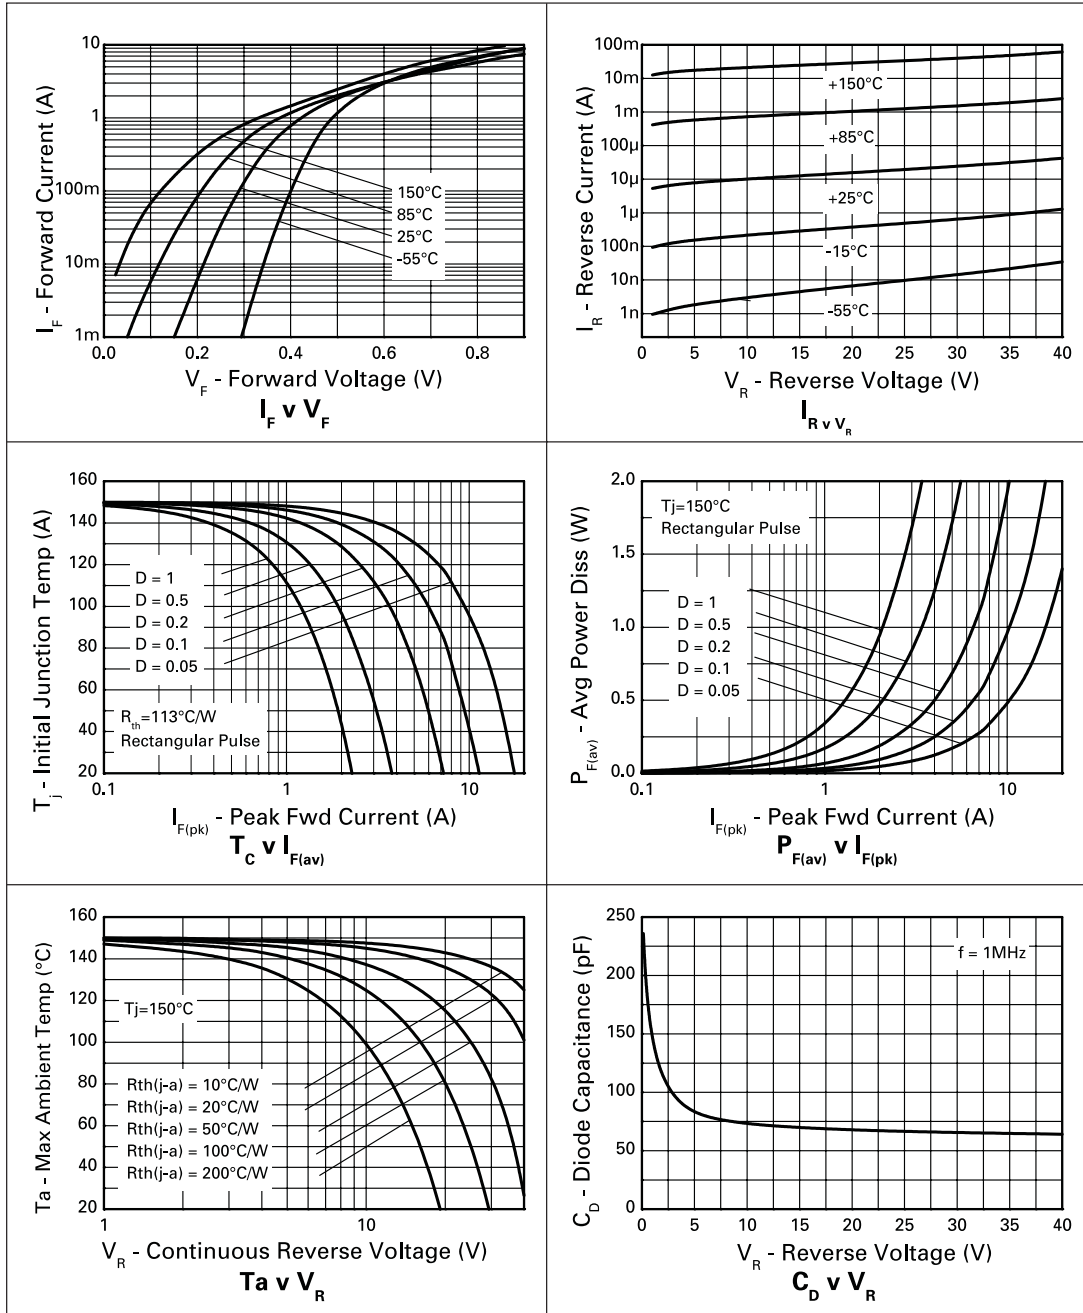 10
1
100m
10m
1m
I_F - Forward Current (A)
150°C
85°C
25°C
-55°C
0.0 0.2 0.4 0.6 0.8
V_F - Forward Voltage (V)
I_F v V_F
100m
10m
1m
100µ
10µ
1µ
100n
10n
1n
I_R - Reverse Current (A)
+150°C
+85°C
+25°C
-15°C
-55°C
0 5 10 15 20 25 30 35 40
V_R - Reverse Voltage (V)
I_R v V_R
160
140
120
100
80
60
40
20
T_j - Initial Junction Temp (A)
D = 1
D = 0.5
D = 0.2
D = 0.1
D = 0.05
R_th=113°C/W
Rectangular Pulse
0.1 1 10
I_F(pk) - Peak Fwd Current (A)
T_C v I_F(av)
2.0
1.5
1.0
0.5
0.0
P_F(av) - Avg Power Diss (W)
Tj=150°C
Rectangular Pulse
D = 1
D = 0.5
D = 0.2
D = 0.1
D = 0.05
0.1 1 10
I_F(pk) - Peak Fwd Current (A)
P_F(av) v I_F(pk)
160
140
120
100
80
60
40
20
Ta - Max Ambient Temp (°C)
Tj=150°C
Rth(j-a) = 10°C/W
Rth(j-a) = 20°C/W
Rth(j-a) = 50°C/W
Rth(j-a) = 100°C/W
Rth(j-a) = 200°C/W
1 10
V_R - Continuous Reverse Voltage (V)
Ta v V_R
250
200
150
100
50
0
C_D - Diode Capacitance (pF)
f = 1MHz
0 5 10 15 20 25 30 35 40
V_R - Reverse Voltage (V)
C_D v V_R